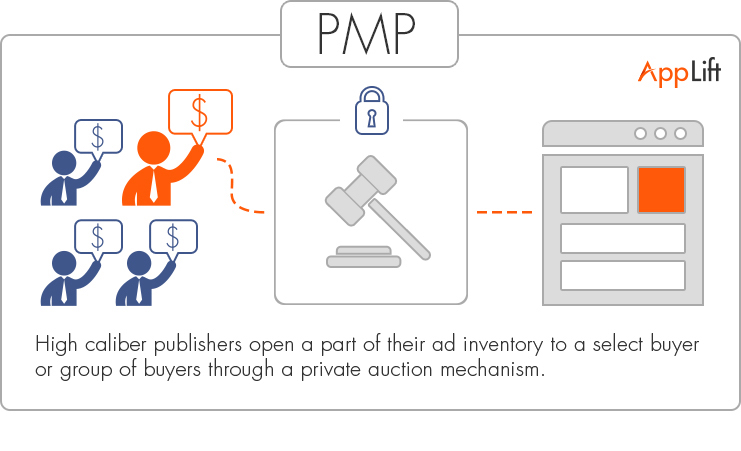 PMP
AppLift
$
$
$
$
High caliber publishers open a part of their ad inventory to a select buyer
or group of buyers through a private auction mechanism.